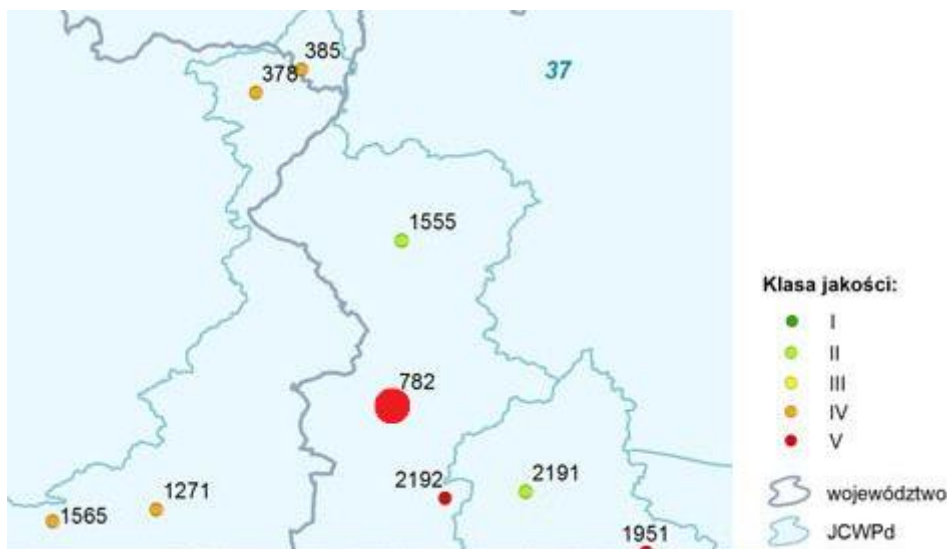 385
378
37
1555
782
2192
2191
1271
1565
1951
Klasa jakości:
I
II
III
IV
V
województwo
JCWPd